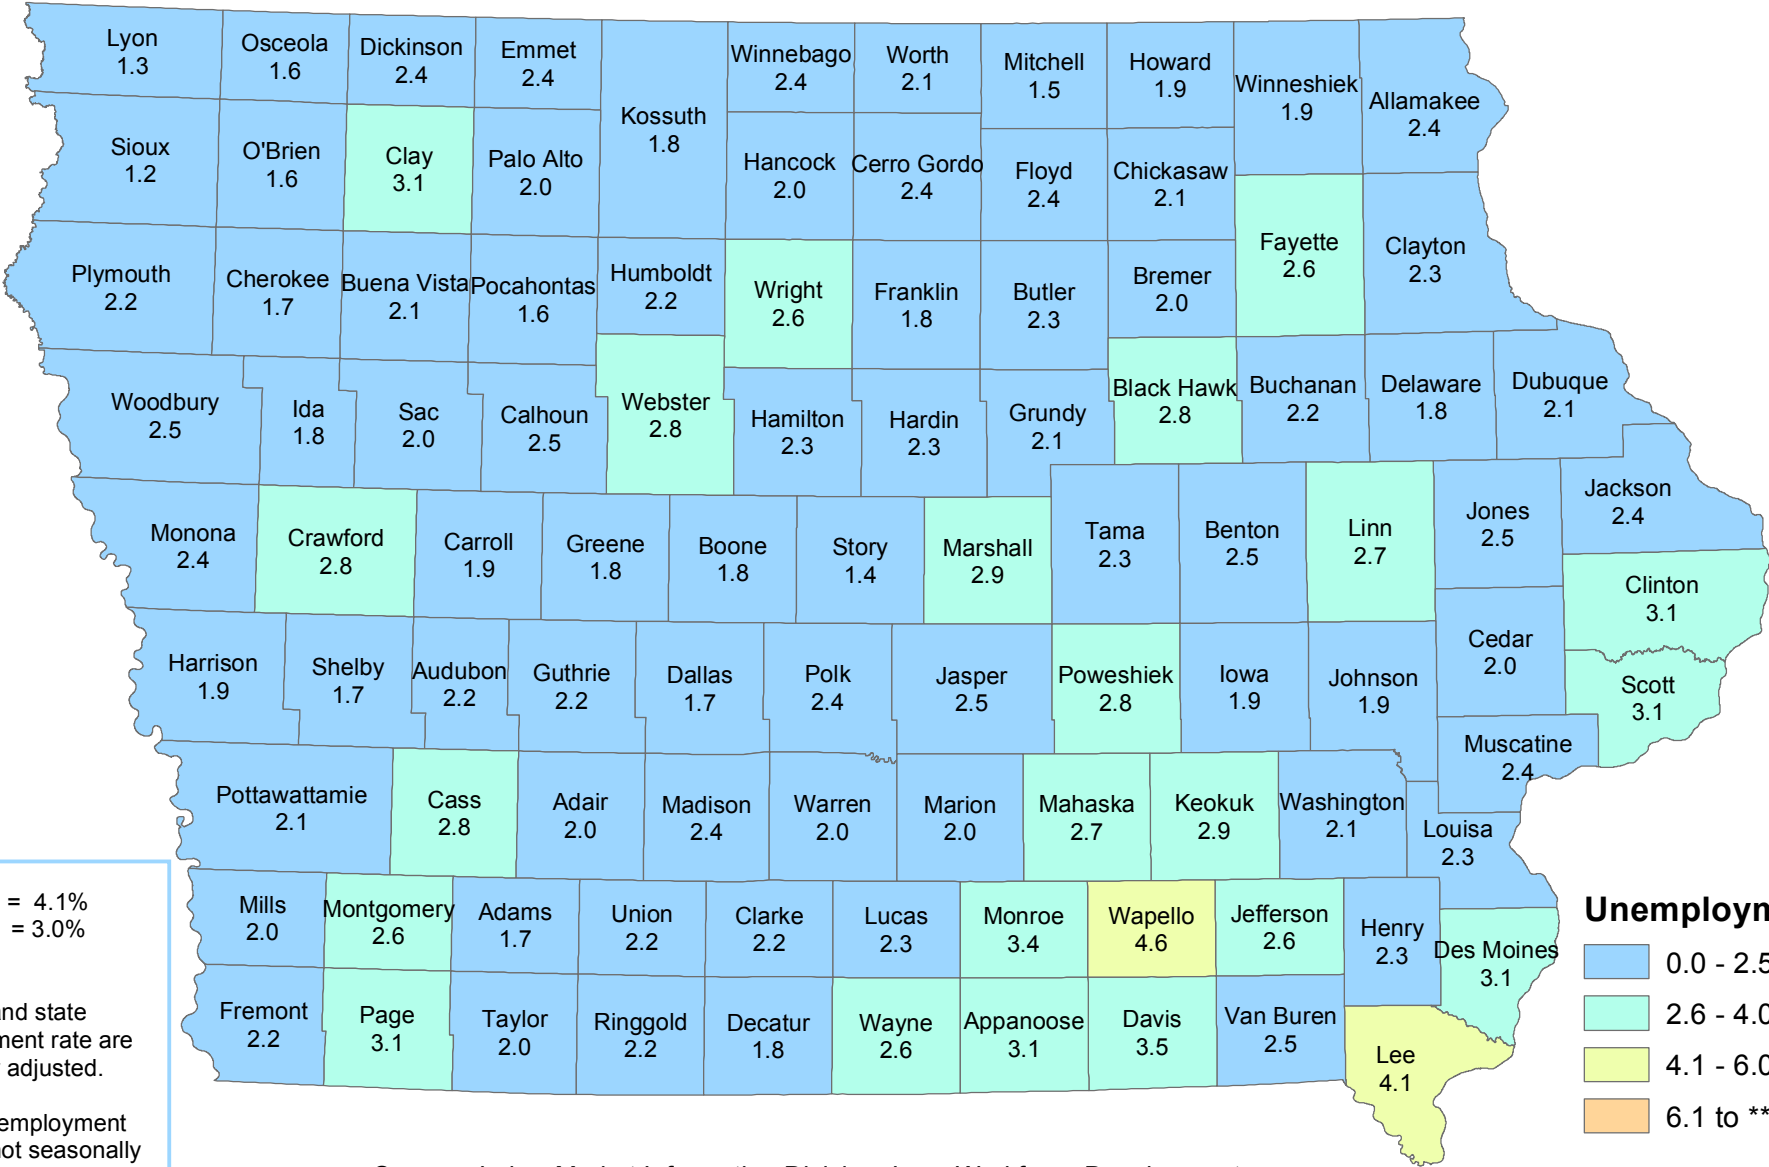 Lyon
1.3
Osceola
1.6
Dickinson
2.4
Emmet
2.4
Kossuth
1.8
Winnebago
2.4
Worth
2.1
Mitchell
1.5
Howard
1.9
Winneshiek
1.9
Allamakee
2.4
Sioux
1.2
O'Brien
1.6
Clay
3.1
Palo Alto
2.0
Hancock
2.0
Cerro Gordo
2.4
Floyd
2.4
Chickasaw
2.1
Fayette
2.6
Clayton
2.3
Plymouth
2.2
Cherokee
1.7
Buena Vista
2.1
Pocahontas
1.6
Humboldt
2.2
Wright
2.6
Franklin
1.8
Butler
2.3
Bremer
2.0
Woodbury
2.5
Ida
1.8
Sac
2.0
Calhoun
2.5
Webster
2.8
Hamilton
2.3
Hardin
2.3
Grundy
2.1
Black Hawk
2.8
Buchanan
2.2
Delaware
1.8
Dubuque
2.1
Monona
2.4
Crawford
2.8
Carroll
1.9
Greene
1.8
Boone
1.8
Story
1.4
Marshall
2.9
Tama
2.3
Benton
2.5
Linn
2.7
Jones
2.5
Jackson
2.4
Clinton
3.1
Harrison
1.9
Shelby
1.7
Audubon
2.2
Guthrie
2.2
Dallas
1.7
Polk
2.4
Jasper
2.5
Poweshiek
2.8
Iowa
1.9
Johnson
1.9
Cedar
2.0
Scott
3.1
Muscatine
2.4
Pottawattamie
2.1
Cass
2.8
Adair
2.0
Madison
2.4
Warren
2.0
Marion
2.0
Mahaska
2.7
Keokuk
2.9
Washington
2.1
Louisa
2.3
Mills
2.0
Montgomery
2.6
Adams
1.7
Union
2.2
Clarke
2.2
Lucas
2.3
Monroe
3.4
Wapello
4.6
Jefferson
2.6
Henry
2.3
Des Moines
3.1
Fremont
2.2
Page
3.1
Taylor
2.0
Ringgold
2.2
Decatur
1.8
Wayne
2.6
Appanoose
3.1
Davis
3.5
Van Buren
2.5
Lee
4.1
= 4.1%
= 3.0%
and state
ment rate are
adjusted.
employment
not seasonally
Unemploym
0.0 - 2.5
2.6 - 4.0
4.1 - 6.0
6.1 to **